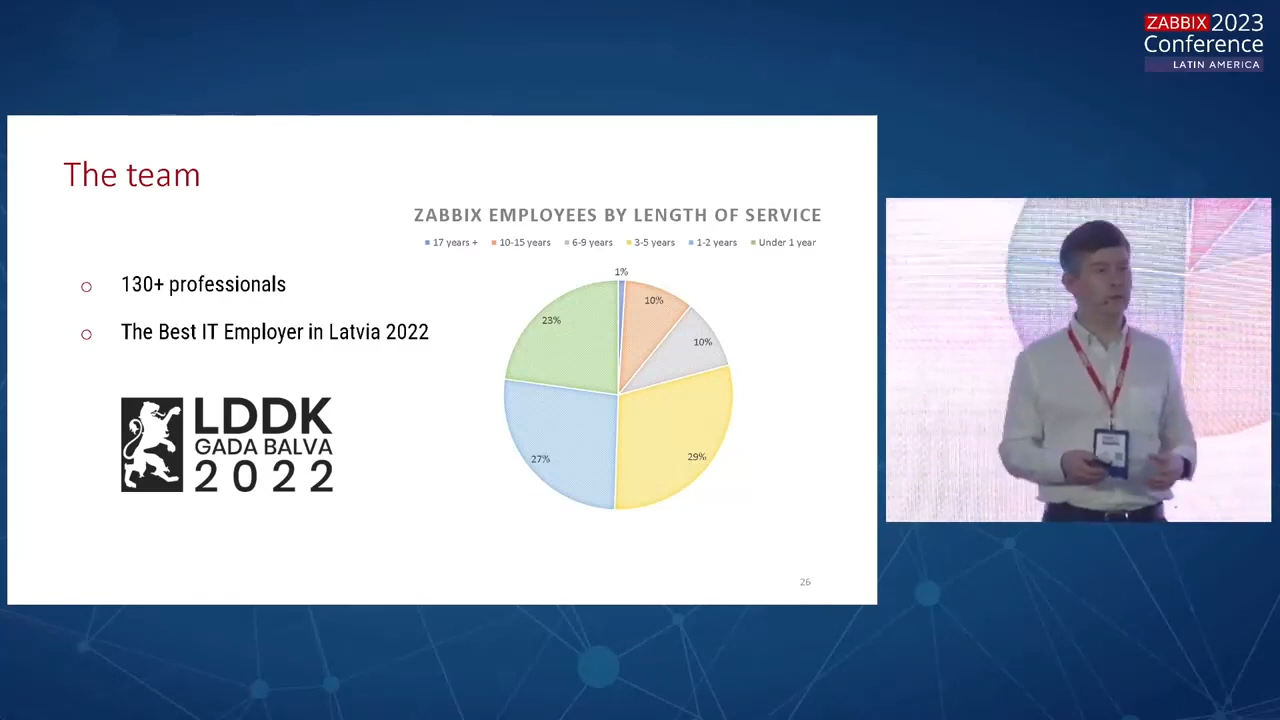 ZABBIX 2023
Conference
LATIN AMERICA
The team
ZABBIX EMPLOYEES BY LENGTH OF SERVICE
17 years + 10-15 years 6-9 years 3-5 years 1-2 years Under 1 year
130+ professionals
The Best IT Employer in Latvia 2022
LDDK
GADA BALVA
2022
1%
10%
10%
23%
27%
29%
26